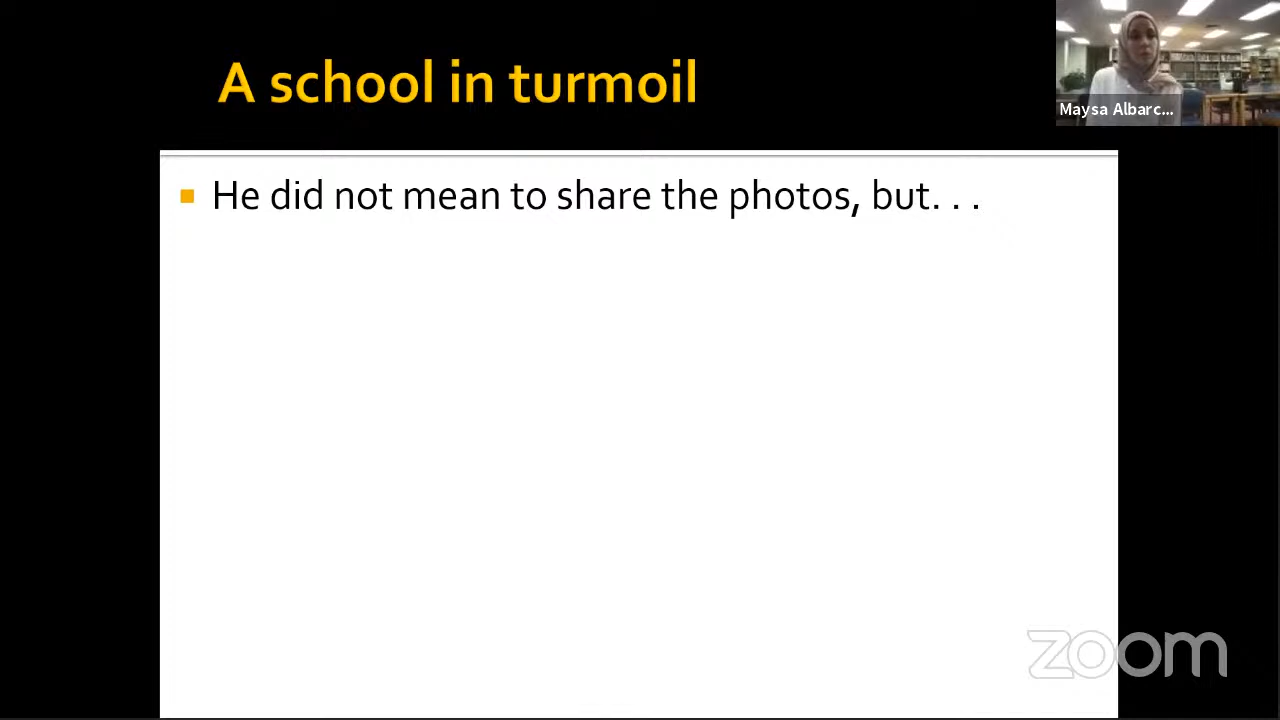 A school in turmoil
Maysa Albarc...
He did not mean to share the photos, but. . .
zoom